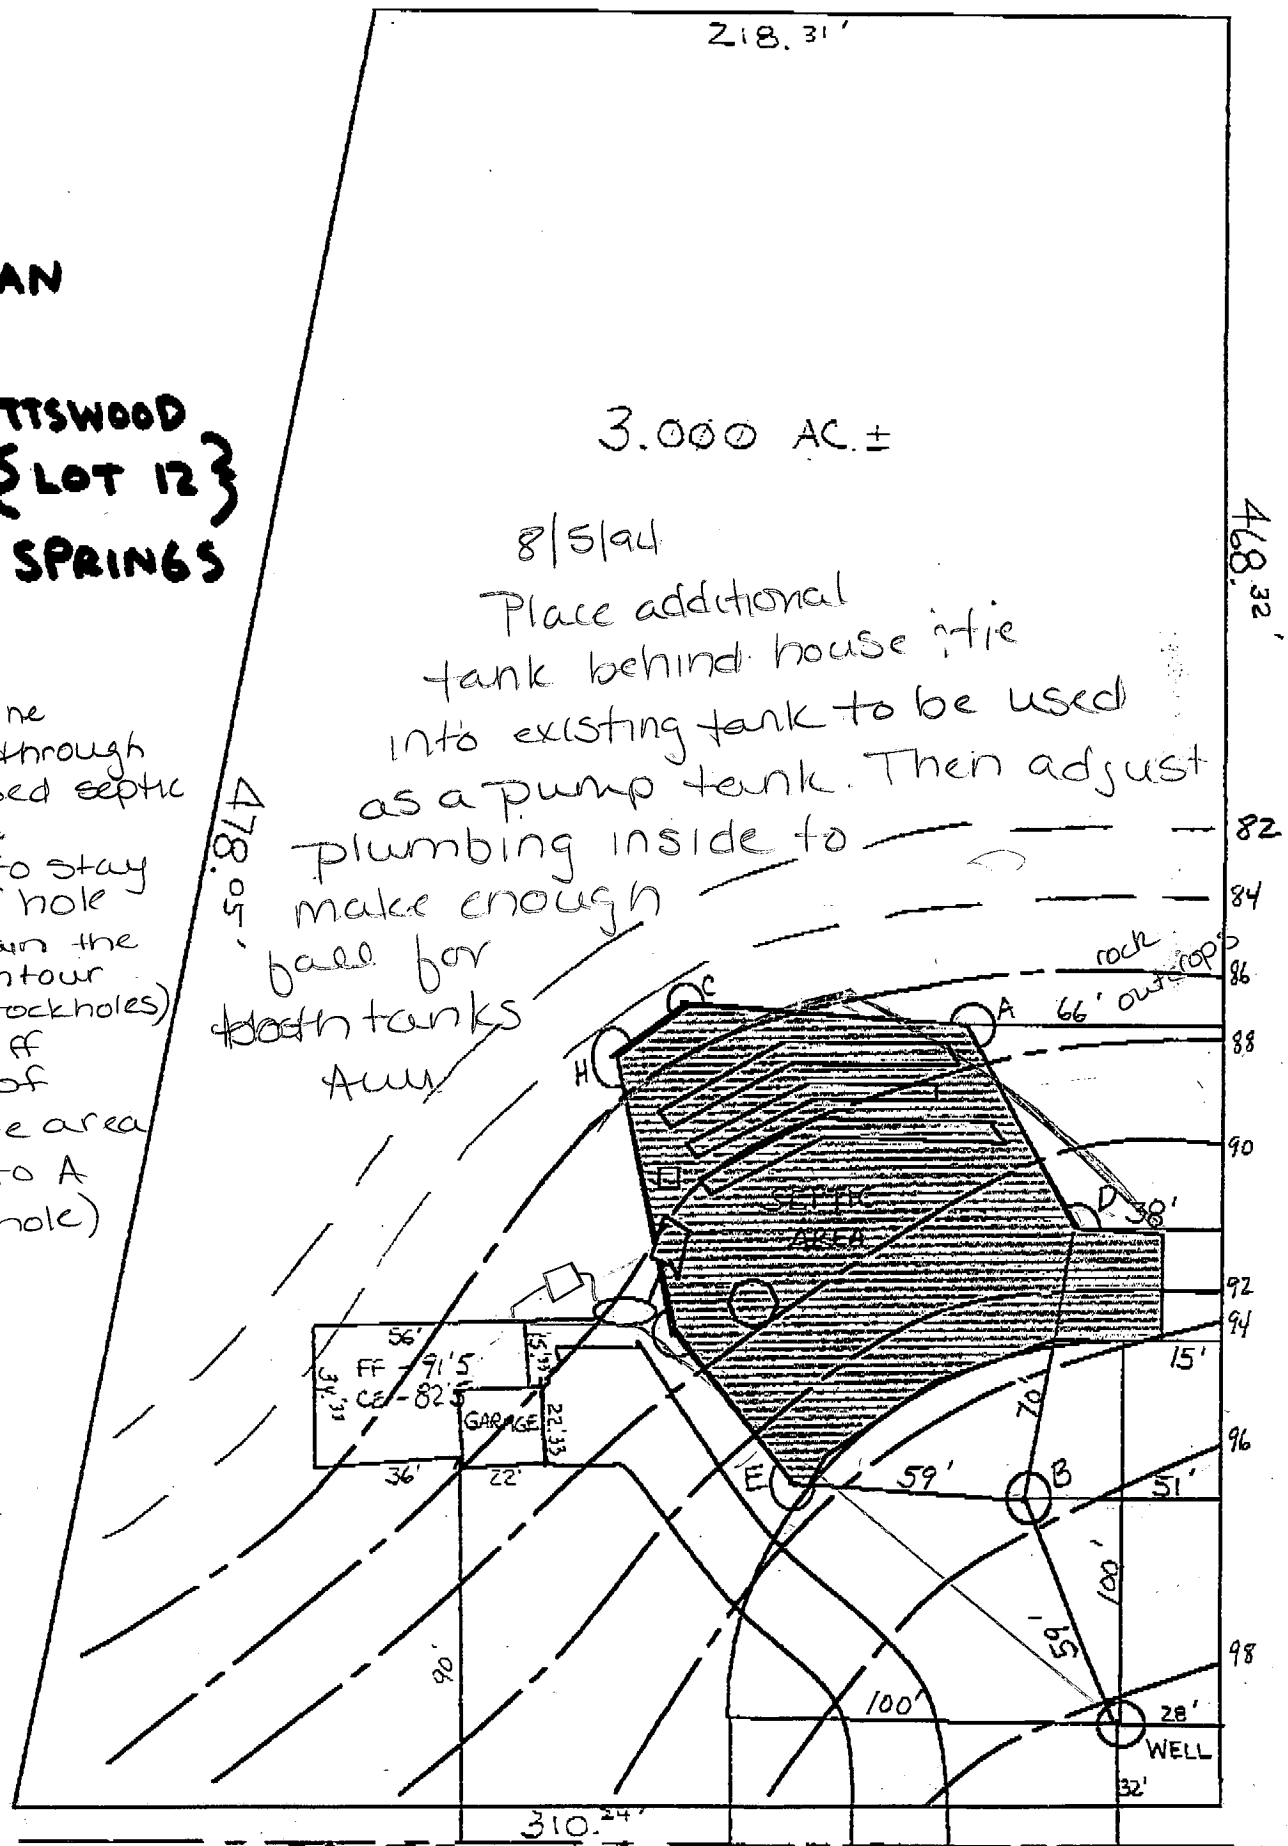 218.31'
AN
TTSWOOD
{LOT 12}
SPRINGS
3.000 AC. ±
468.32'
478.05'
8/5/94
Place additional
tank behind house & tie
into existing tank to be used
as a pump tank. Then adjust
plumbing inside to
make enough
fall for
both tanks
ne
through
sed septic
to stay
hole
the
ntour
rockholes)
ff
of
e area
to A
hole)
82
84
rock
outcrop's
86
C
A
66'
88
H
90
SEPTIC
AREA
D
38'
92
94
15'
56'
15.33
FF - 91'5
CE - 82'5
34.33
GARAGE
22.33
36'
22'
70
96
E
59'
B
51'
100'
59'
98
90'
100'
28'
WELL
32'
310.24'